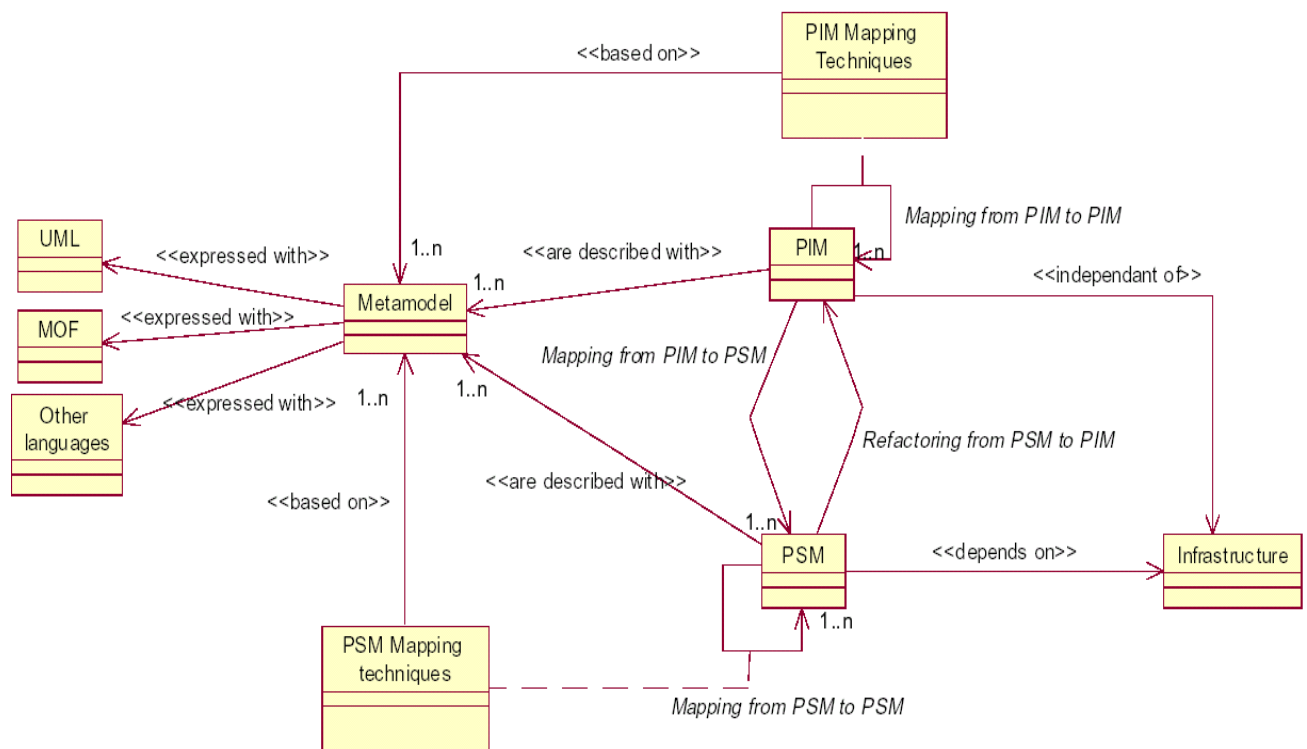 PIM Mapping
Techniques
<<based on>>
Mapping from PIM to PIM
UML
<<expressed with>>
1..n
<<are described with>>
PIM
1..n
<<independant of>>
1..n
Metamodel
MOF
<<expressed with>>
Mapping from PIM to PSM
1..n
1..n
<<expressed with>>
Other
languages
Refactoring from PSM to PIM
<<are described with>>
<<based on>>
1..n
PSM
<<depends on>>
Infrastructure
1..n
PSM Mapping
techniques
Mapping from PSM to PSM